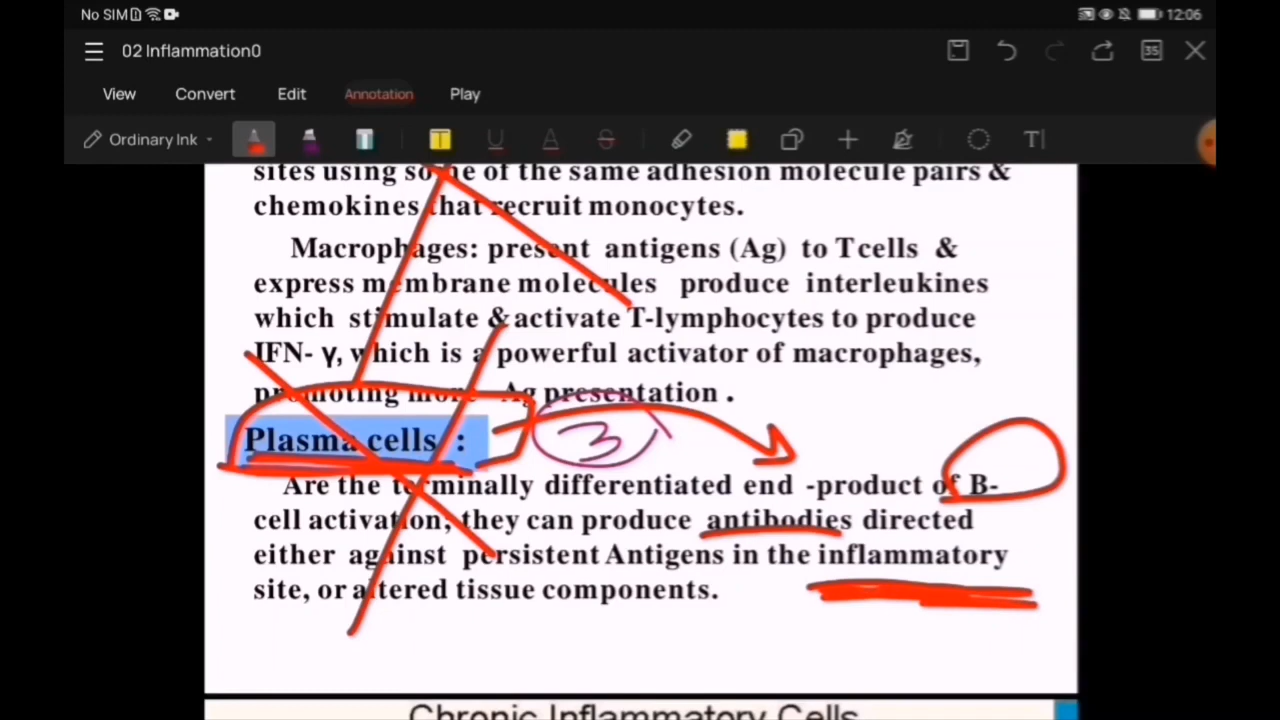 No SIM
12:06
02 Inflammation0
35
View Convert Edit Annotation Play
Ordinary Ink
sites using some of the same adhesion molecule pairs &
chemokines that recruit monocytes.
Macrophages: present antigens (Ag) to T cells &
express membrane molecules produce interleukines
which stimulate & activate T-lymphocytes to produce
IFN- γ, which is a powerful activator of macrophages,
promoting more Ag presentation .
Plasma cells :
3
Are the terminally differentiated end -product of B-
cell activation, they can produce antibodies directed
either against persistent Antigens in the inflammatory
site, or altered tissue components.
Chronic Inflammatory Cells